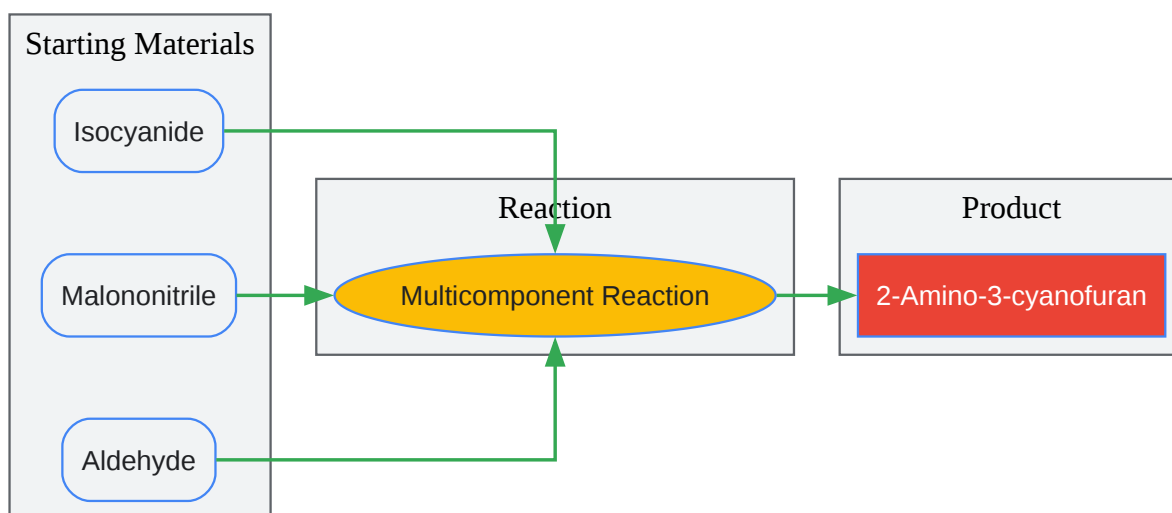 Starting Materials
Isocyanide
Malononitrile
Aldehyde
Reaction
Multicomponent Reaction
Product
2-Amino-3-cyanofuran